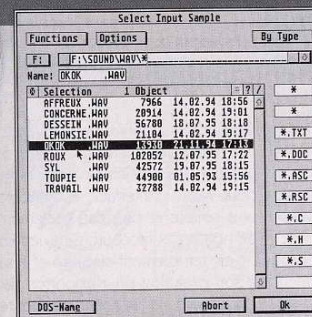 Select Input Sample
Functions Options By Type
F: F:\SOUND\WAV\*
Name: OKOK .WAV
Selection 1 Object
AFFREUX .WAV 7966 14.02.94 18:56
CONCERNE.WAV 20914 14.02.94 19:01
DESSEIN .WAV 56780 18.07.95 18:18
LEMONSIE.WAV 21104 14.02.94 19:17
OKOK .WAV 13930 21.11.94 17:13
ROUX .WAV 102052 12.07.95 17:22
SYL .WAV 42572 19.07.95 18:15
TOUPIE .WAV 44900 01.05.93 15:56
TRAVAIL .WAV 32788 14.02.94 19:15
*
*
*.TXT
*.DOC
*.ASC
*.RSC
*.C
*.H
*.S
DOS-Name Abort Ok